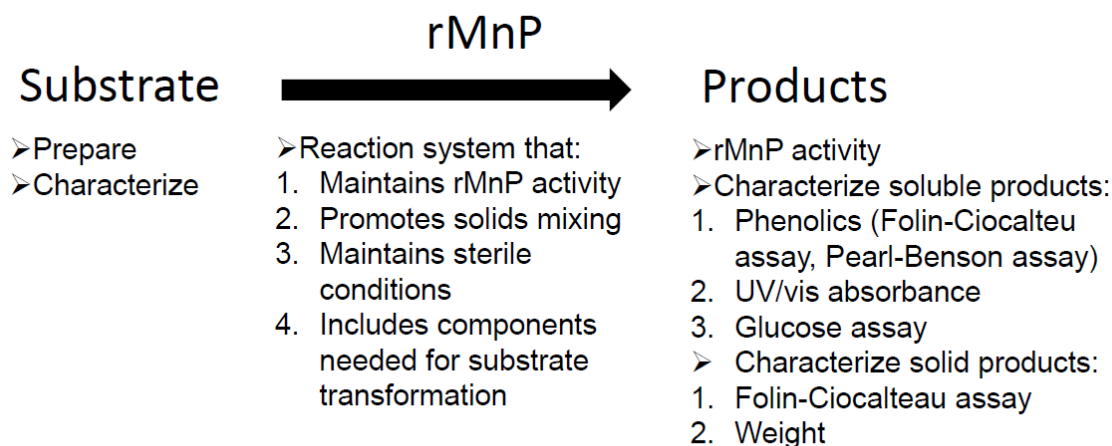 rMnP
Substrate
Products
➢Prepare
➢Characterize
➢Reaction system that:
1. Maintains rMnP activity
2. Promotes solids mixing
3. Maintains sterile
conditions
4. Includes components
needed for substrate
transformation
➢rMnP activity
➢Characterize soluble products:
1. Phenolics (Folin-Ciocalteu
assay, Pearl-Benson assay)
2. UV/vis absorbance
3. Glucose assay
➢ Characterize solid products:
1. Folin-Ciocalteau assay
2. Weight